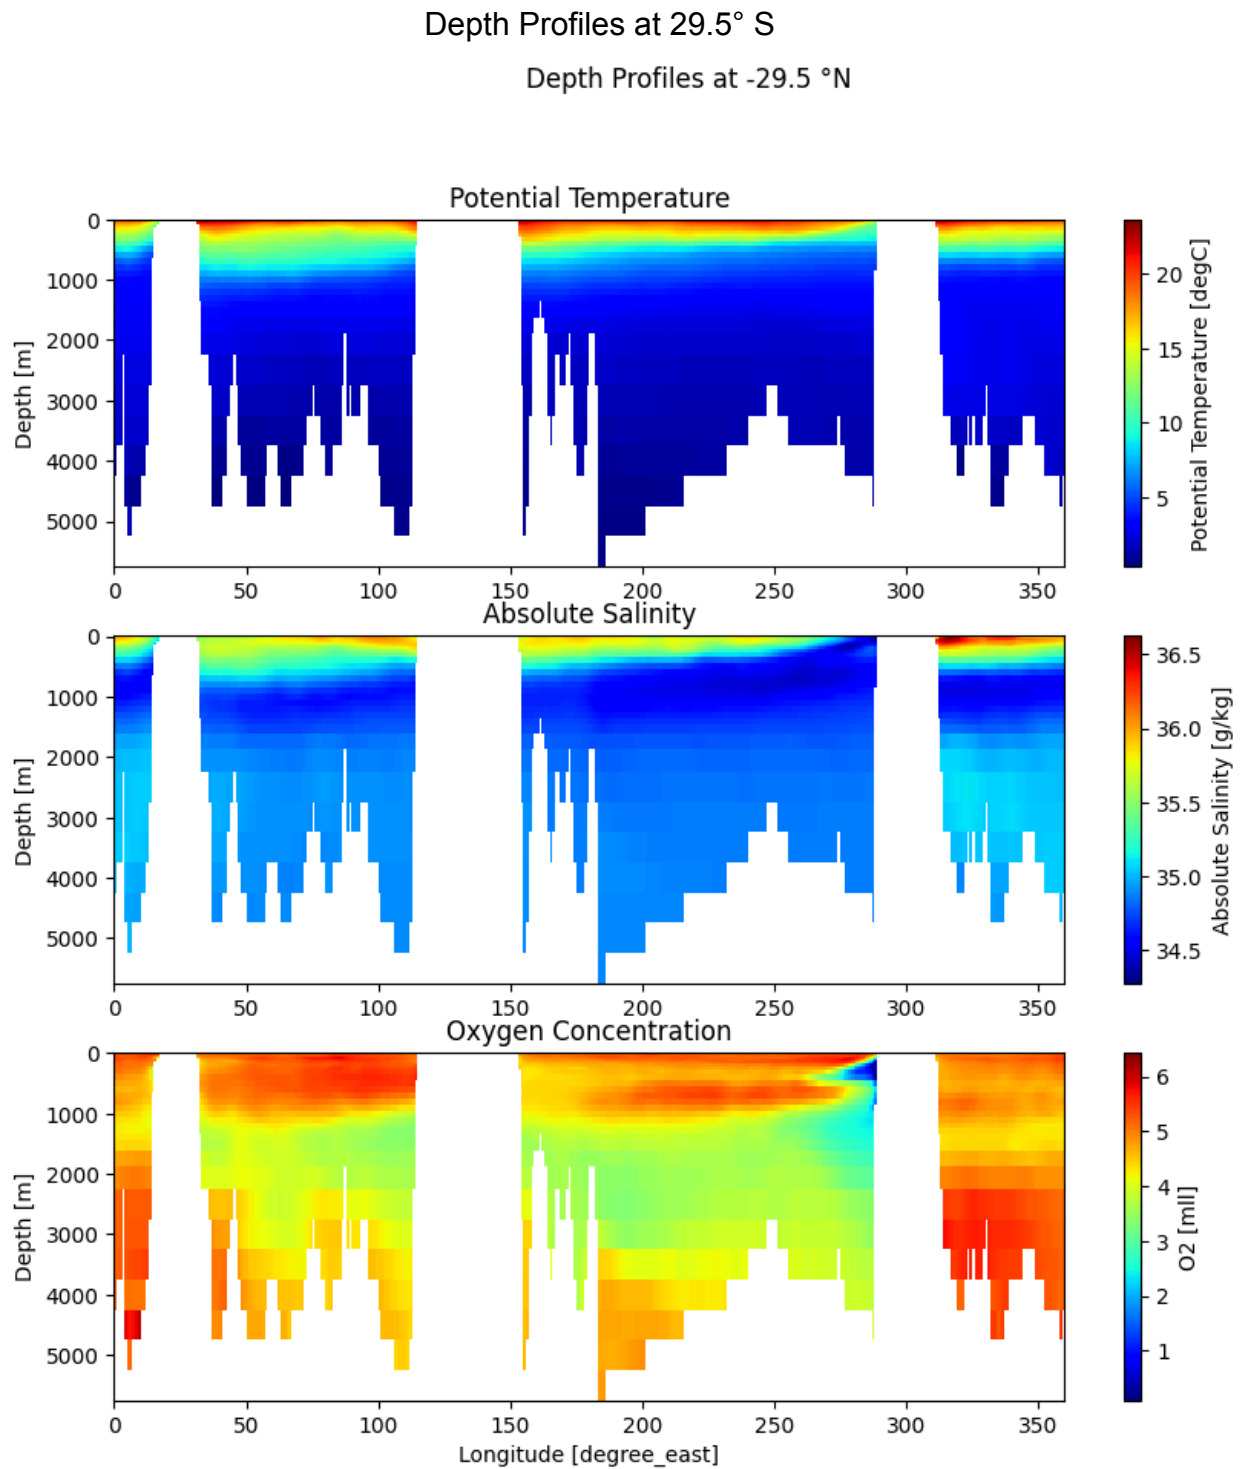 Depth Profiles at 29.5° S
Depth Profiles at -29.5 °N
Potential Temperature
0
1000
2000
3000
4000
5000
Depth [m]
0 50 100 150 200 250 300 350
20
15
10
5
Potential Temperature [degC]
Absolute Salinity
0
1000
2000
3000
4000
5000
Depth [m]
0 50 100 150 200 250 300 350
36.5
36.0
35.5
35.0
34.5
Absolute Salinity [g/kg]
Oxygen Concentration
0
1000
2000
3000
4000
5000
Depth [m]
0 50 100 150 200 250 300 350
Longitude [degree_east]
6
5
4
3
2
1
O2 [mll]